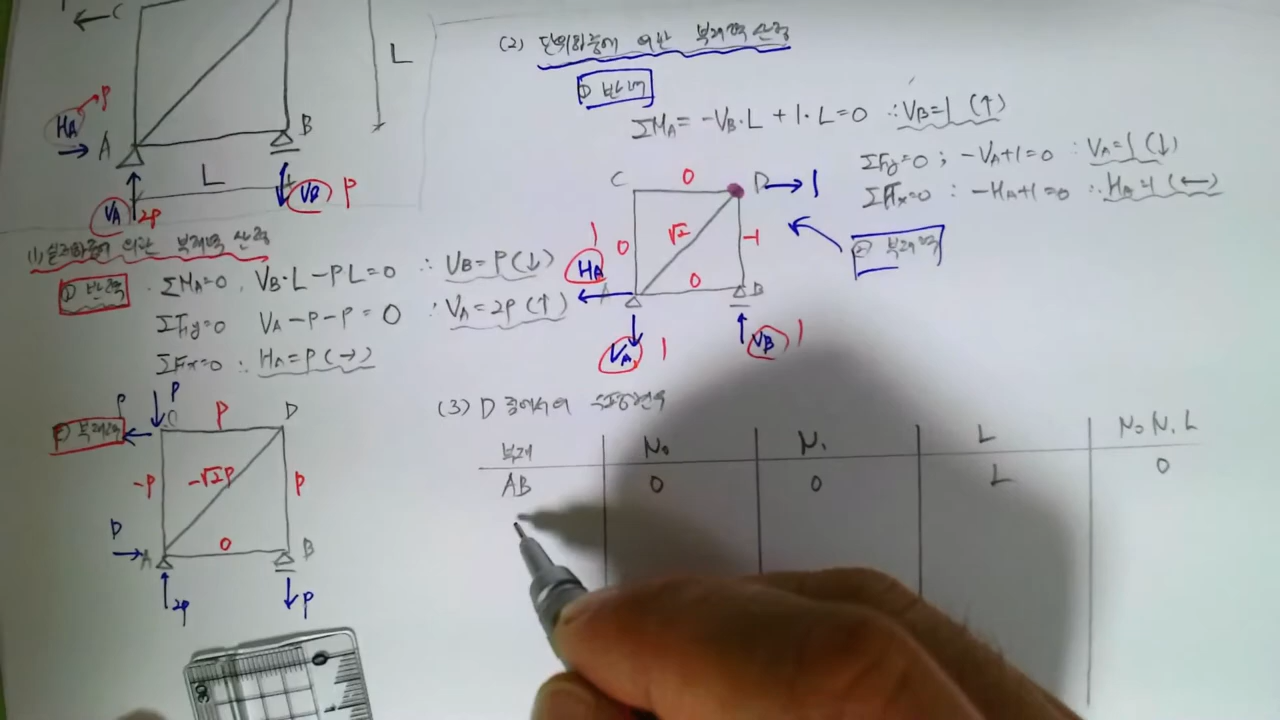 C
L
HA P
A
B
L
VA 2P
VB P
(1) 실제하중에 의한 부재력 산정
① 반력
ΣMA=0, VB·L-PL=0 ∴ VB=P(↓)
ΣFy=0 VA-P-P=0 ∴ VA=2P(↑)
ΣFx=0 ∴ HA=P(→)
② 부재력
P
P
C
P
D
-P
-√2P
P
P
A
0
B
2P
P
(2) 단위하중에 의한 부재력 산정
① 반력
ΣMA=-VB·L+1·L=0 ∴ VB=1(↑)
ΣFy=0; -VA+1=0 ∴ VA=1(↓)
ΣFx=0: -HA+1=0 ∴ HA=1(←)
② 부재력
C
0
D
1
0
√2
-1
1
HA
A
0
B
VA 1
VB 1
(3) D 점에서의 수평변위
부재 N₀ N₁ L N₀N₁L
AB 0 0 L 0
30
0